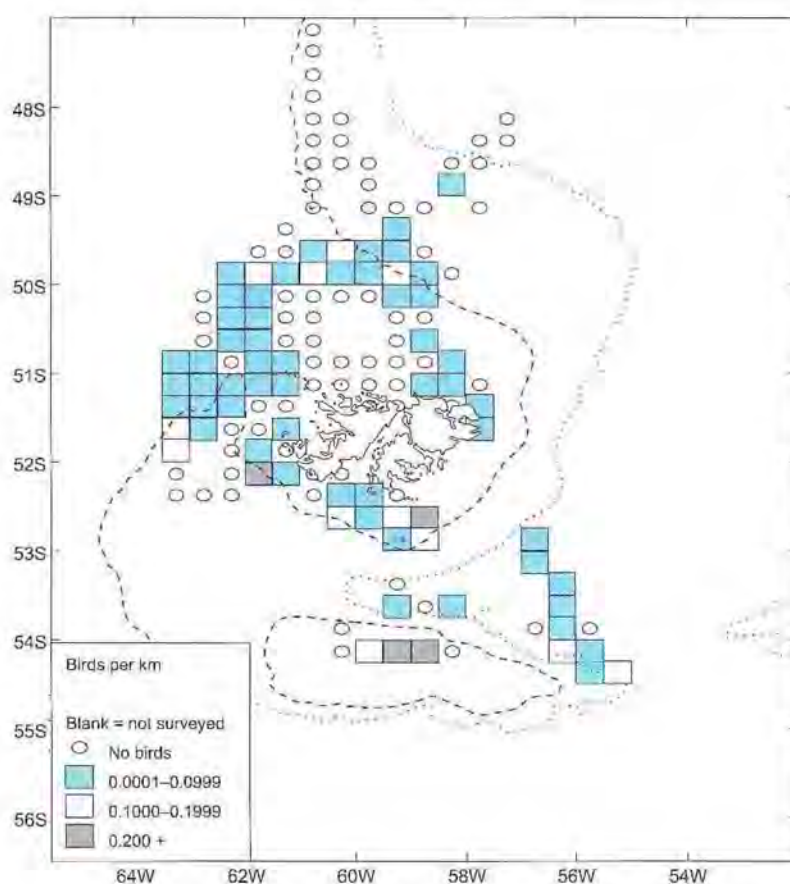 48S
49S
50S
51S
52S
53S
54S
55S
56S
Birds per km
Blank = not surveyed
No birds
0.0001–0.0999
0.1000–0.1999
0.200 +
64W 62W 60W 58W 56W 54W